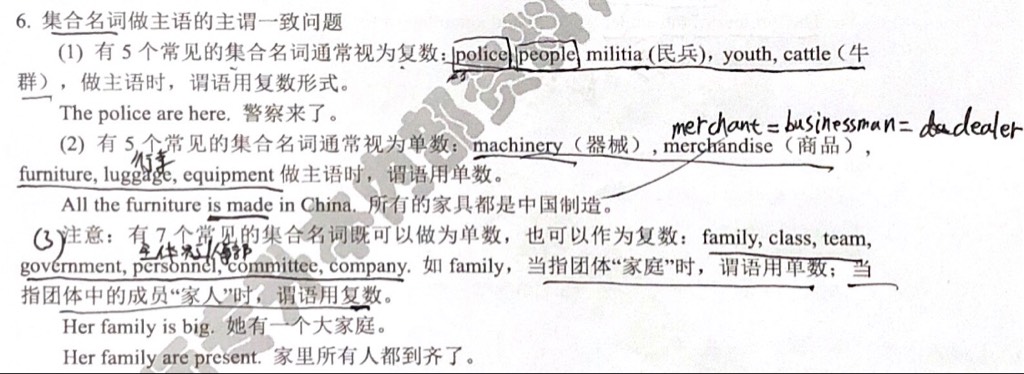 6. 集合名词做主语的主谓一致问题
(1) 有 5 个常见的集合名词通常视为复数: police, people, militia (民兵), youth, cattle (牛
群), 做主语时, 谓语用复数形式。
The police are here. 警察来了。
merchant = businessman = dealer
(2) 有 5 个常见的集合名词通常视为单数: machinery (器械), merchandise (商品),
行李
furniture, luggage, equipment 做主语时, 谓语用单数。
All the furniture is made in China. 所有的家具都是中国制造。
(3) 注意: 有 7 个常见的集合名词既可以做为单数, 也可以作为复数: family, class, team,
government, personnel, committee, company. 如 family, 当指团体“家庭”时, 谓语用单数; 当
指团体中的成员“家人”时, 谓语用复数。
Her family is big. 她有一个大家庭。
Her family are present. 家里所有人都到齐了。